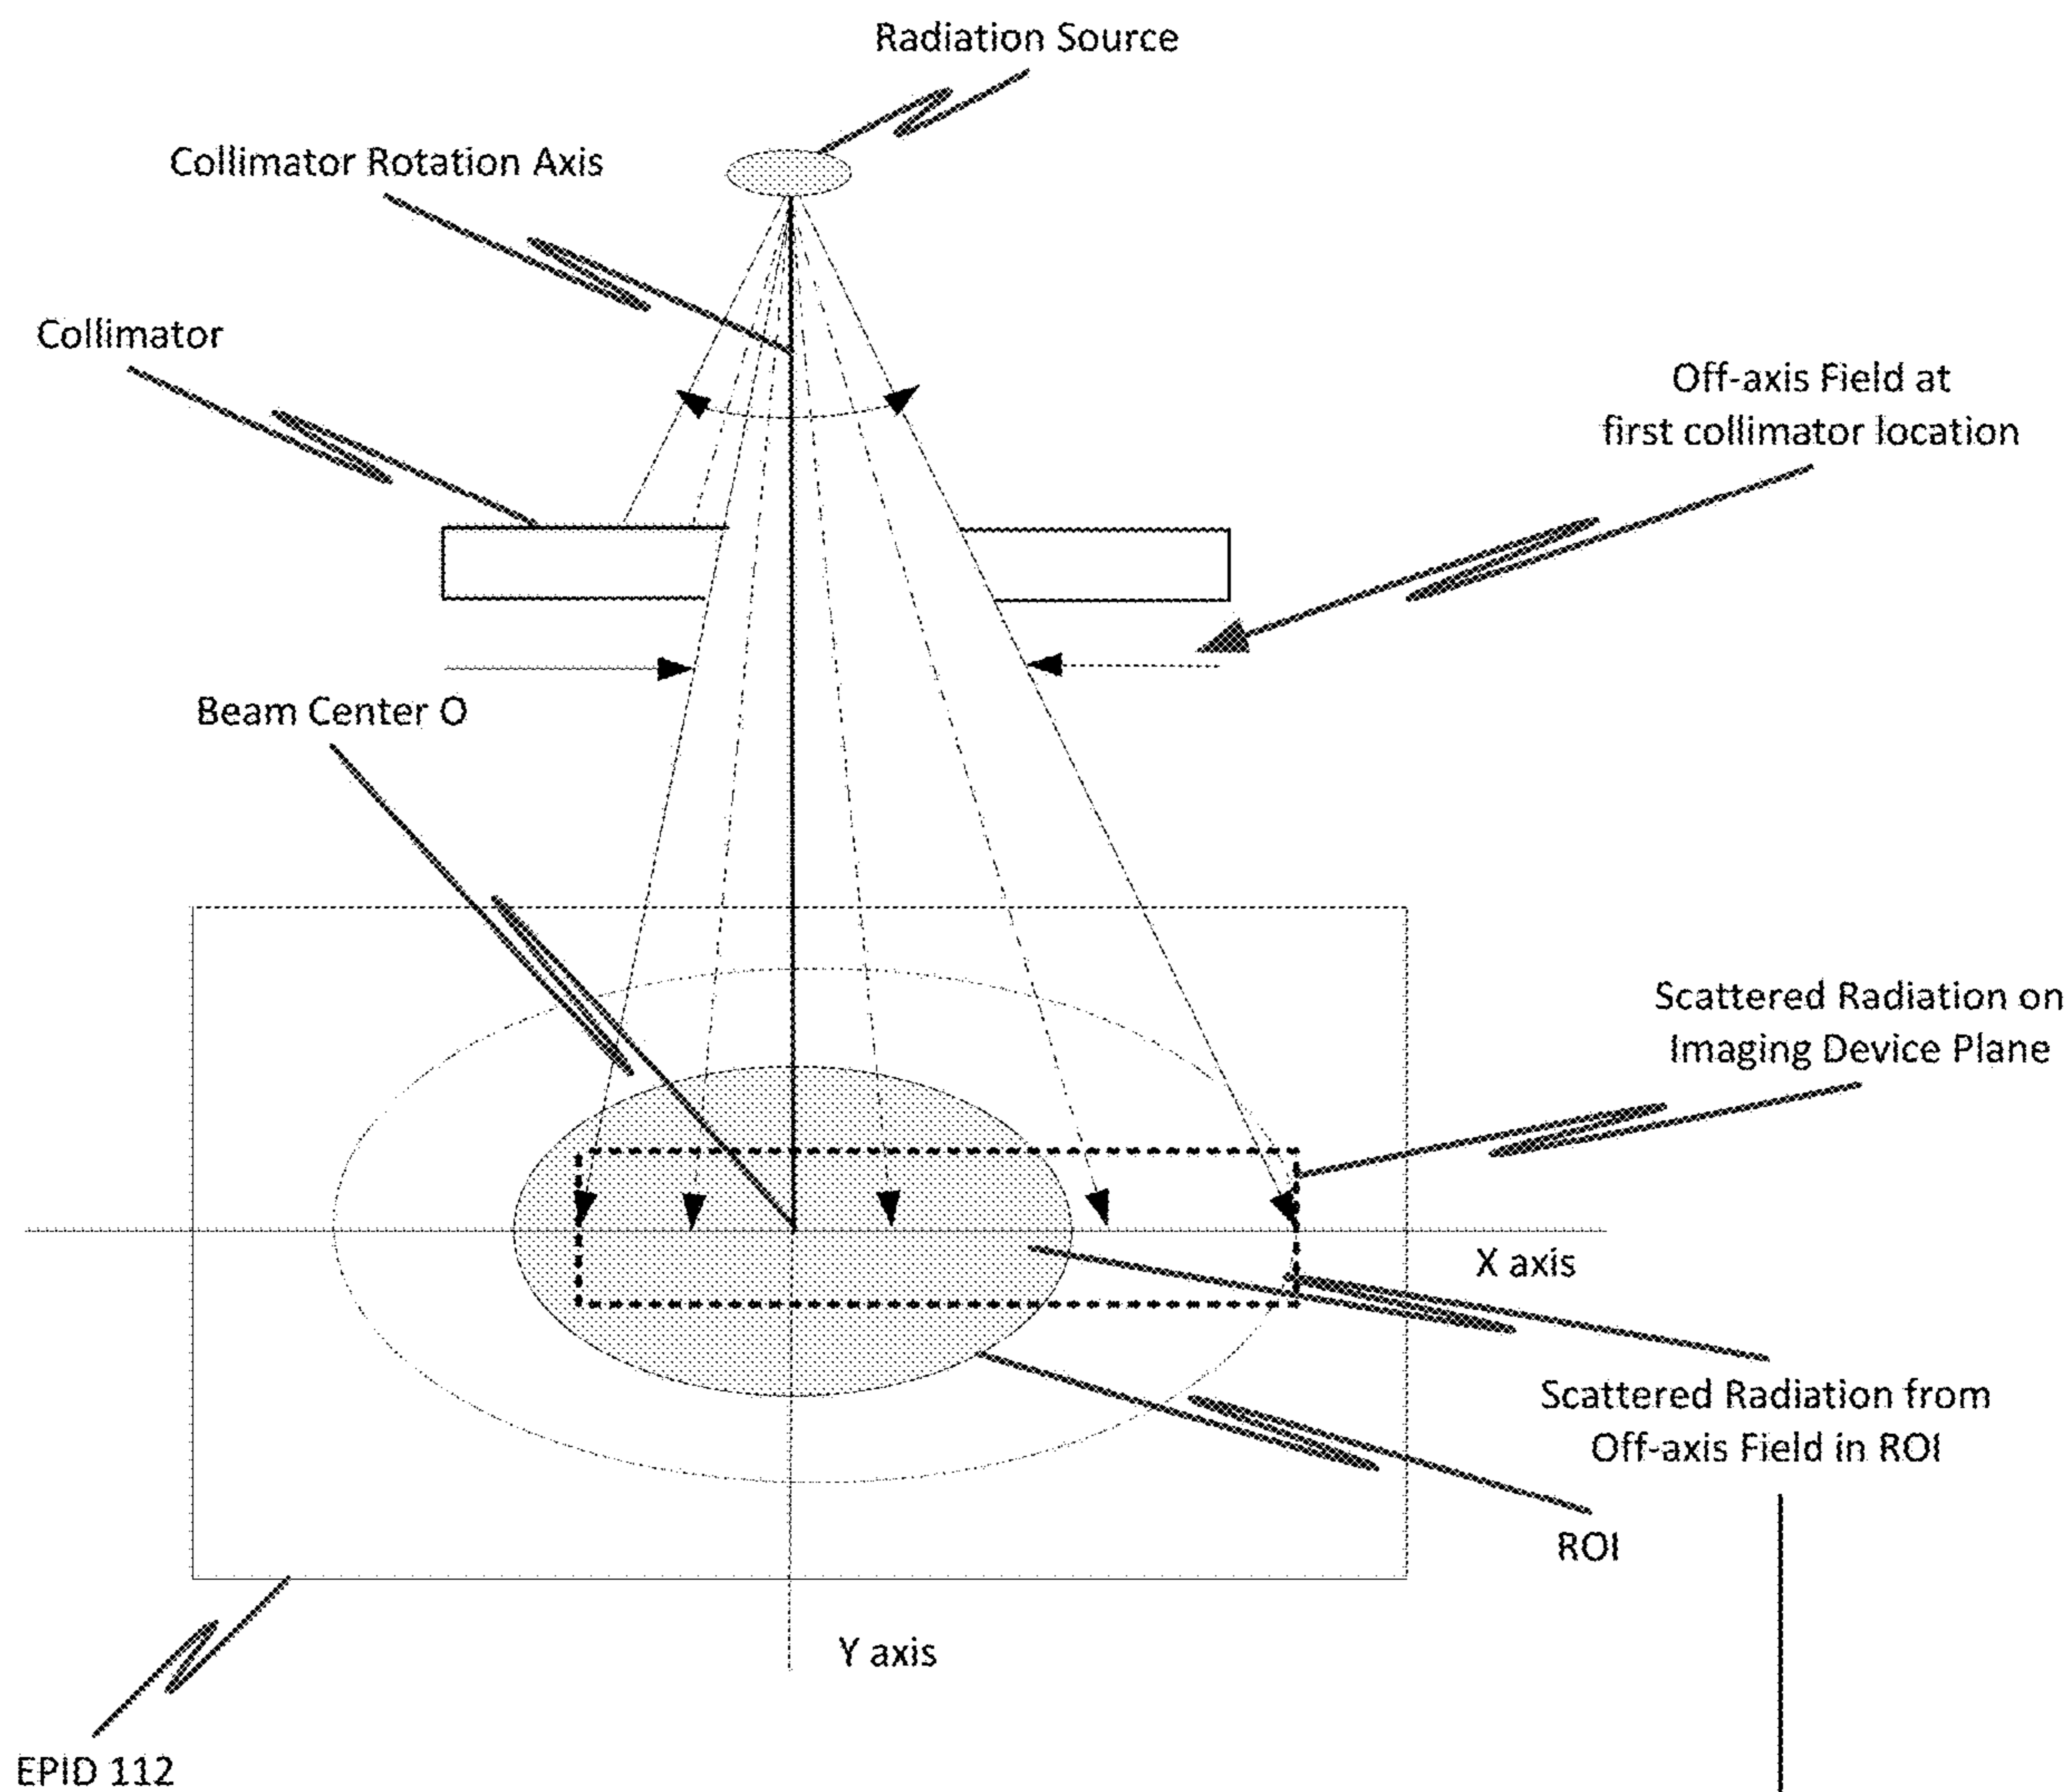 Radiation Source
Collimator Rotation Axis
Collimator
Off-axis Field at
first collimator location
Beam Center O
Scattered Radiation on
Imaging Device Plane
X axis
Scattered Radiation from
Off-axis Field in ROI
ROI
Y axis
EPID 112